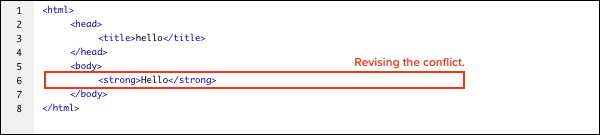 1 <html>
2 <head>
3 <title>hello</title>
4 </head>
5 <body>
Revising the conflict.
6 <strong>Hello</strong>
7 </body>
8 </html>